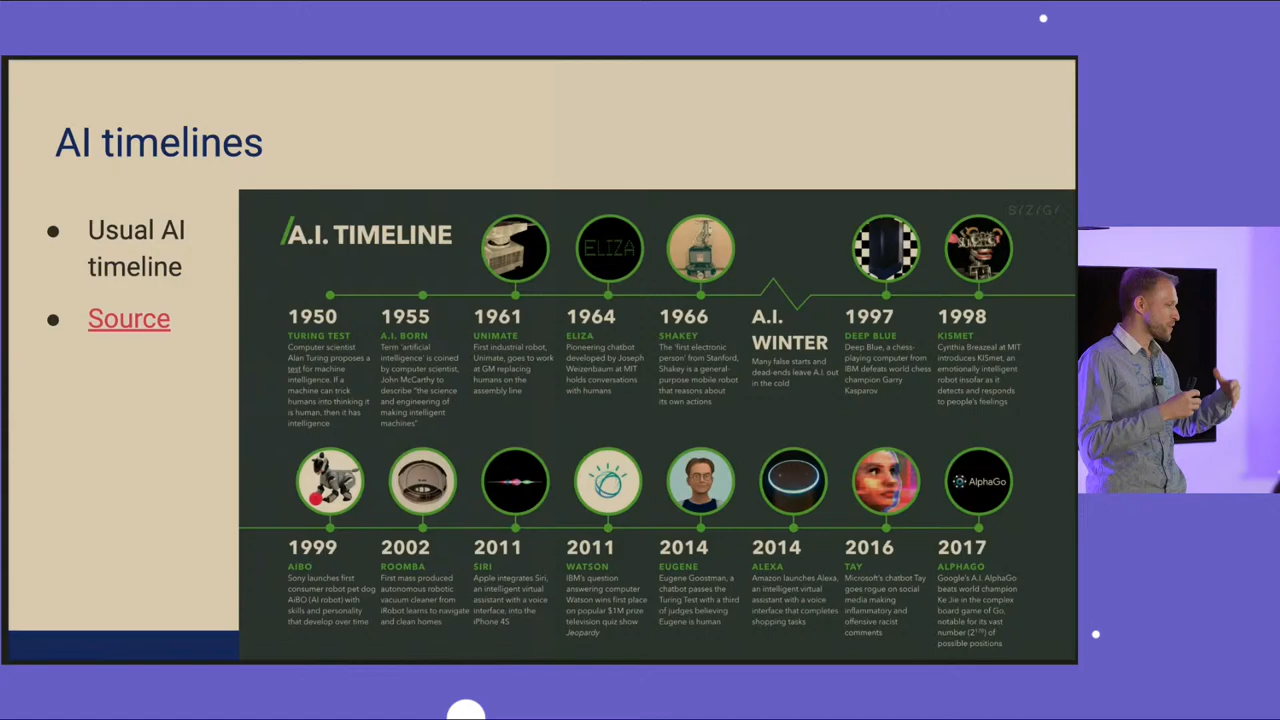 AI timelines
● Usual AI
timeline
● Source
S/Z/G/
/A.I. TIMELINE
ELIZA
1950
TURING TEST
Computer scientist
Alan Turing proposes a
test for machine
intelligence. If a
machine can trick
humans into thinking it
is human, then it has
intelligence
1955
A.I. BORN
Term 'artificial
intelligence' is coined
by computer scientist,
John McCarthy to
describe "the science
and engineering of
making intelligent
machines"
1961
UNIMATE
First industrial robot,
Unimate, goes to work
at GM replacing
humans on the
assembly line
1964
ELIZA
Pioneering chatbot
developed by Joseph
Weizenbaum at MIT
holds conversations
with humans
1966
SHAKEY
The 'first electronic
person' from Stanford,
Shakey is a general-
purpose mobile robot
that reasons about
its own actions
A.I.
WINTER
Many false starts and
dead-ends leave A.I. out
in the cold
1997
DEEP BLUE
Deep Blue, a chess-
playing computer from
IBM defeats world chess
champion Garry
Kasparov
1998
KISMET
Cynthia Breazeal at MIT
introduces KISmet, an
emotionally intelligent
robot insofar as it
detects and responds
to people's feelings
AlphaGo
1999
AIBO
Sony launches first
consumer robot pet dog
AiBO (AI robot) with
skills and personality
that develop over time
2002
ROOMBA
First mass produced
autonomous robotic
vacuum cleaner from
iRobot learns to navigate
and clean homes
2011
SIRI
Apple integrates Siri,
an intelligent virtual
assistant with a voice
interface, into the
iPhone 4S
2011
WATSON
IBM's question
answering computer
Watson wins first place
on popular $1M prize
television quiz show
Jeopardy
2014
EUGENE
Eugene Goostman, a
chatbot passes the
Turing Test with a third
of judges believing
Eugene is human
2014
ALEXA
Amazon launches Alexa,
an intelligent virtual
assistant with a voice
interface that completes
shopping tasks
2016
TAY
Microsoft's chatbot Tay
goes rogue on social
media making
inflammatory and
offensive racist
comments
2017
ALPHAGO
Google's A.I. AlphaGo
beats world champion
Ke Jie in the complex
board game of Go,
notable for its vast
number (2¹⁷⁰) of
possible positions